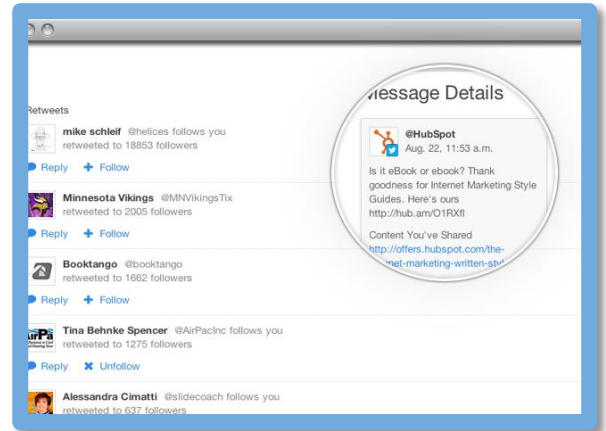 Retweets
mike schleif @helices follows you
retweeted to 18853 followers
Reply Follow
Minnesota Vikings @MNVikingsTix
retweeted to 2005 followers
Reply Follow
Booktango @booktango
retweeted to 1662 followers
Reply Follow
Tina Behnke Spencer @AirPacInc follows you
retweeted to 1275 followers
Reply Unfollow
Alessandra Cimatti @slidecoach follows you
retweeted to 637 followers
Message Details
@HubSpot
Aug. 22, 11:53 a.m.
Is it eBook or ebook? Thank
goodness for Internet Marketing Style
Guides. Here's ours
http://hub.am/O1RXfl
Content You've Shared
http://offers.hubspot.com/the-
internet-marketing-written-styl